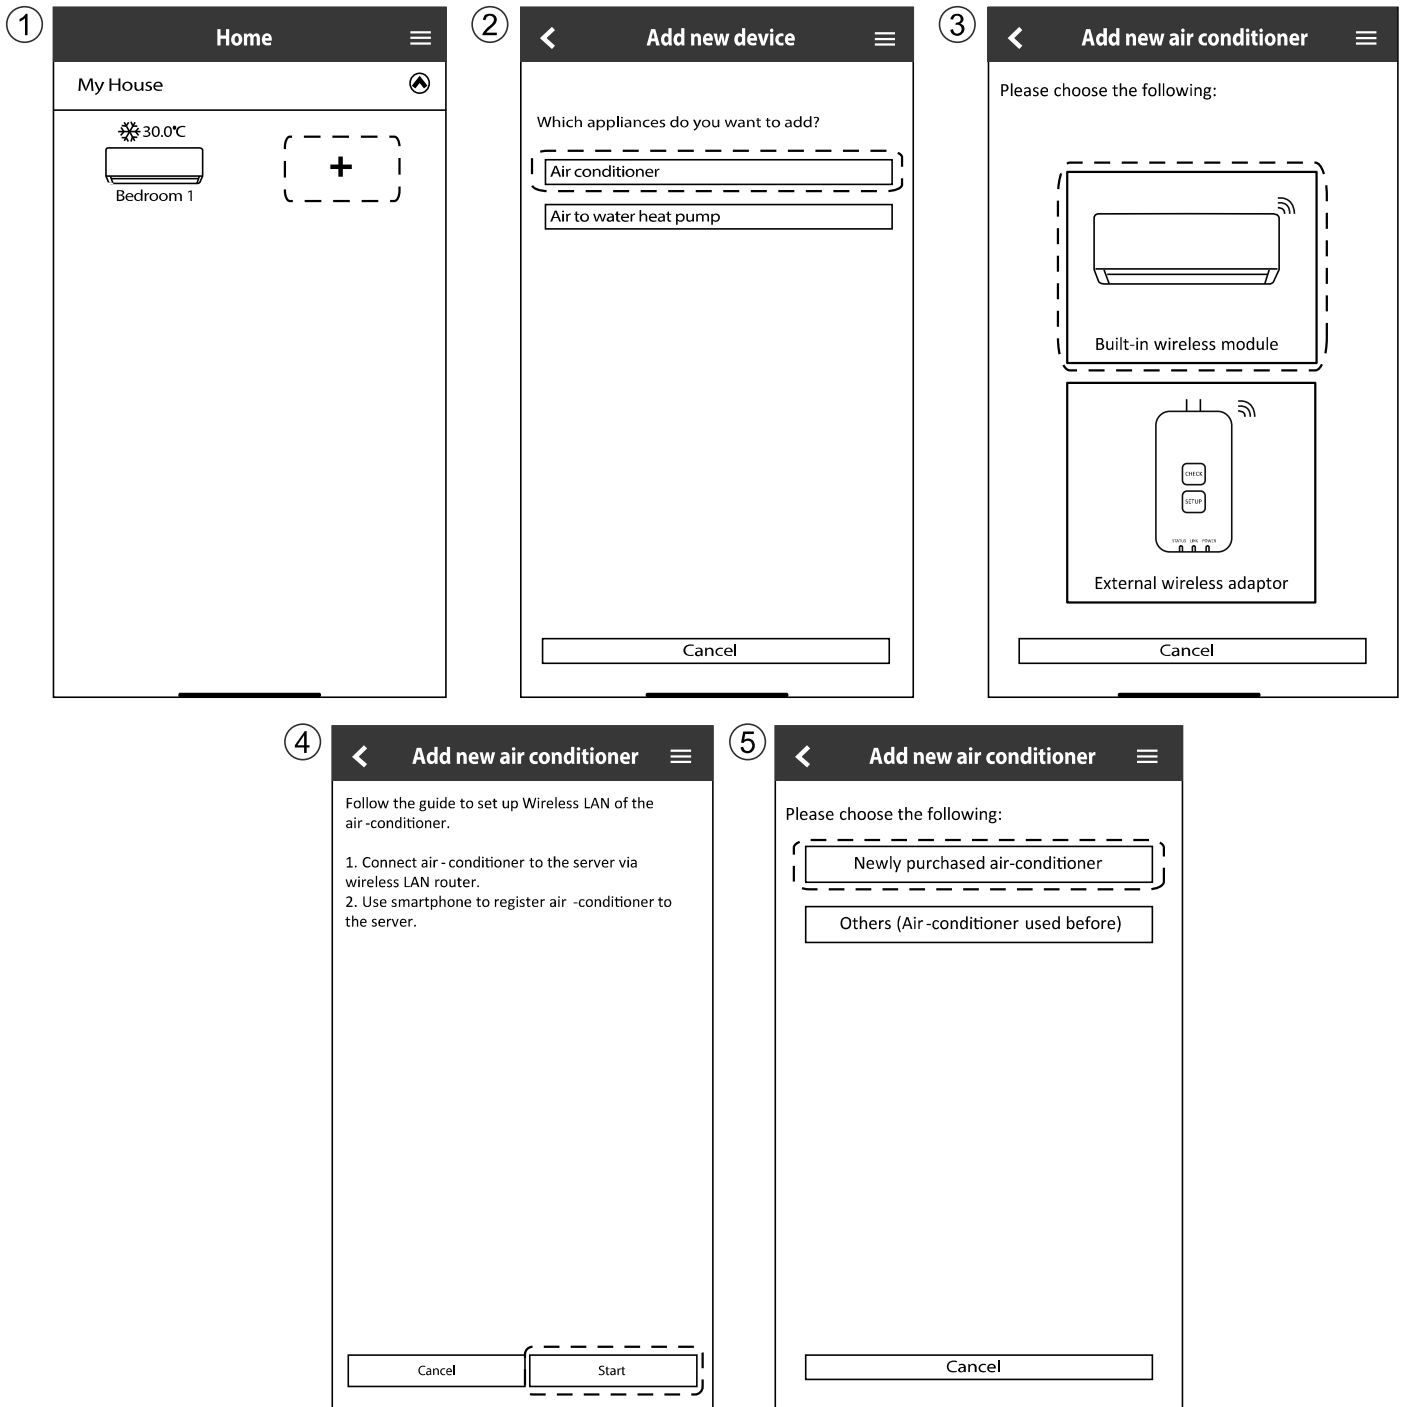 ①
Home
My House
30.0℃
Bedroom 1
+
②
Add new device
Which appliances do you want to add?
Air conditioner
Air to water heat pump
Cancel
③
Add new air conditioner
Please choose the following:
Built-in wireless module
CHECK
SETUP
STATUS LINK POWER
External wireless adaptor
Cancel
④
Add new air conditioner
Follow the guide to set up Wireless LAN of the
air-conditioner.
1. Connect air-conditioner to the server via
wireless LAN router.
2. Use smartphone to register air -conditioner to
the server.
Cancel
Start
⑤
Add new air conditioner
Please choose the following:
Newly purchased air-conditioner
Others (Air-conditioner used before)
Cancel